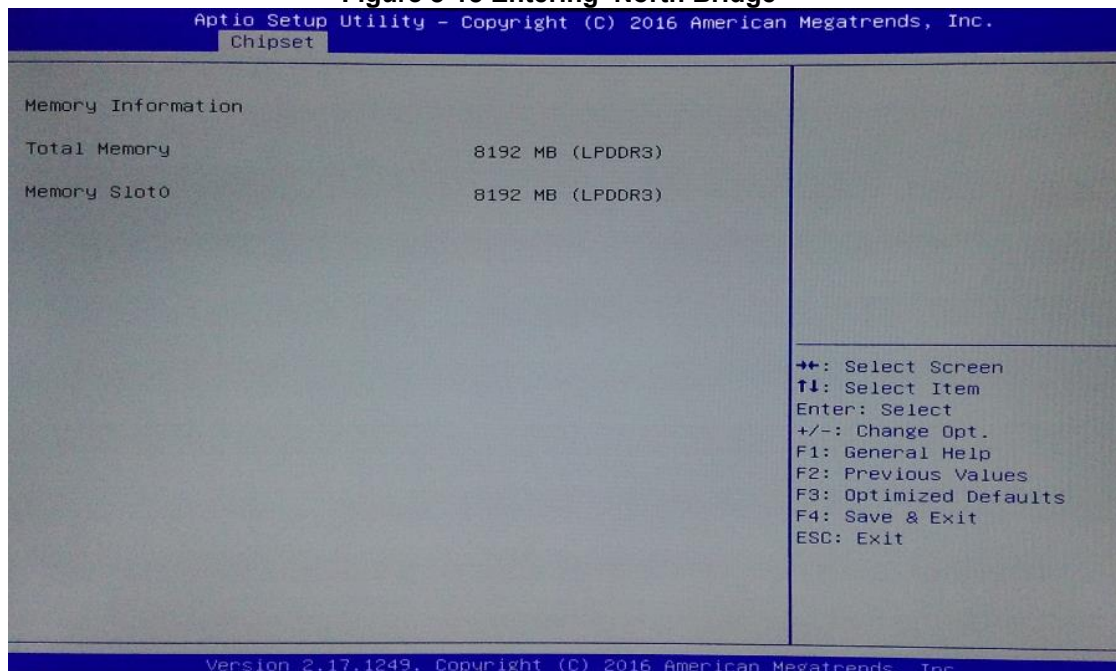 Aptio Setup Utility – Copyright (C) 2016 American Megatrends, Inc.
Chipset
Memory Information
Total Memory 8192 MB (LPDDR3)
Memory Slot0 8192 MB (LPDDR3)
→←: Select Screen
↑↓: Select Item
Enter: Select
+/-: Change Opt.
F1: General Help
F2: Previous Values
F3: Optimized Defaults
F4: Save & Exit
ESC: Exit
Version 2.17.1249. Copyright (C) 2016 American Megatrends, Inc.